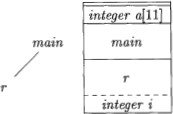 main
r
integer a[11]
main
r
integer i